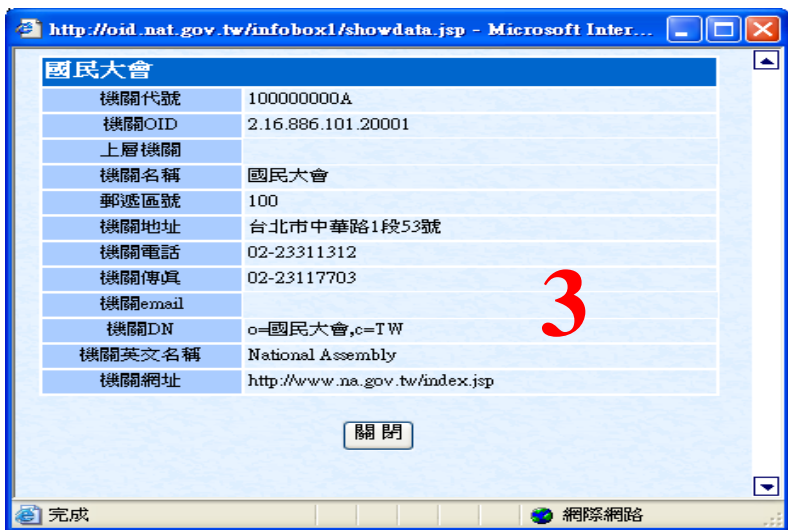 http://oid.nat.gov.tw/infobox1/showdata.jsp - Microsoft Inter...
國民大會
機關代號 100000000A
機關OID 2.16.886.101.20001
上層機關
機關名稱 國民大會
郵遞區號 100
機關地址 台北市中華路1段53號
機關電話 02-23311312
機關傳真 02-23117703
機關email
機關DN o=國民大會,c=TW
機關英文名稱 National Assembly
機關網址 http://www.na.gov.tw/index.jsp
3
關 閉
完成 網際網路